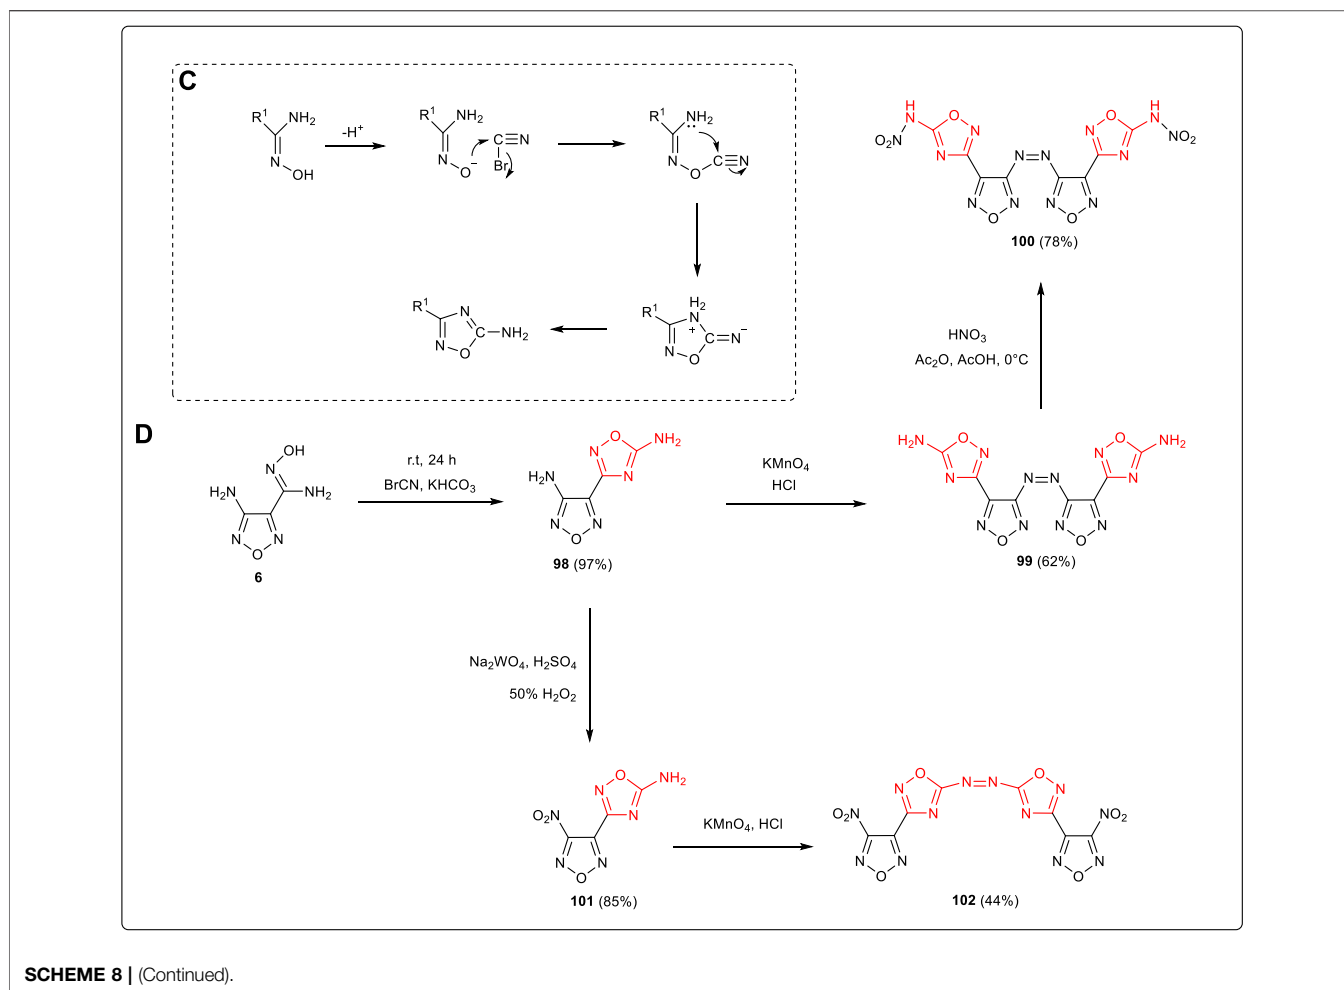 C
R¹ NH₂
N
OH
-H⁺
R¹ NH₂
N
O⁻
C≡N
Br
R¹ NH₂
N
O
C≡N
R¹
N
N
O
C
NH₂
R¹
H₂
N
+
N
O
C=N⁻
H
N
NO₂
O
N
N
N=N
O
N
N
H
N
NO₂
N O N
N O N
100 (78%)
HNO₃
Ac₂O, AcOH, 0°C
D
OH
N
H₂N
NH₂
N O N
6
r.t, 24 h
BrCN, KHCO₃
O
NH₂
N
N
H₂N
N O N
98 (97%)
KMnO₄
HCl
H₂N
O
N
N
N=N
O
N
N
NH₂
N O N
N O N
99 (62%)
Na₂WO₄, H₂SO₄
50% H₂O₂
O
NH₂
N
N
O₂N
N O N
101 (85%)
KMnO₄, HCl
O
N
N
N=N
O
N
N
O₂N
NO₂
N O N
N O N
102 (44%)
SCHEME 8 | (Continued).